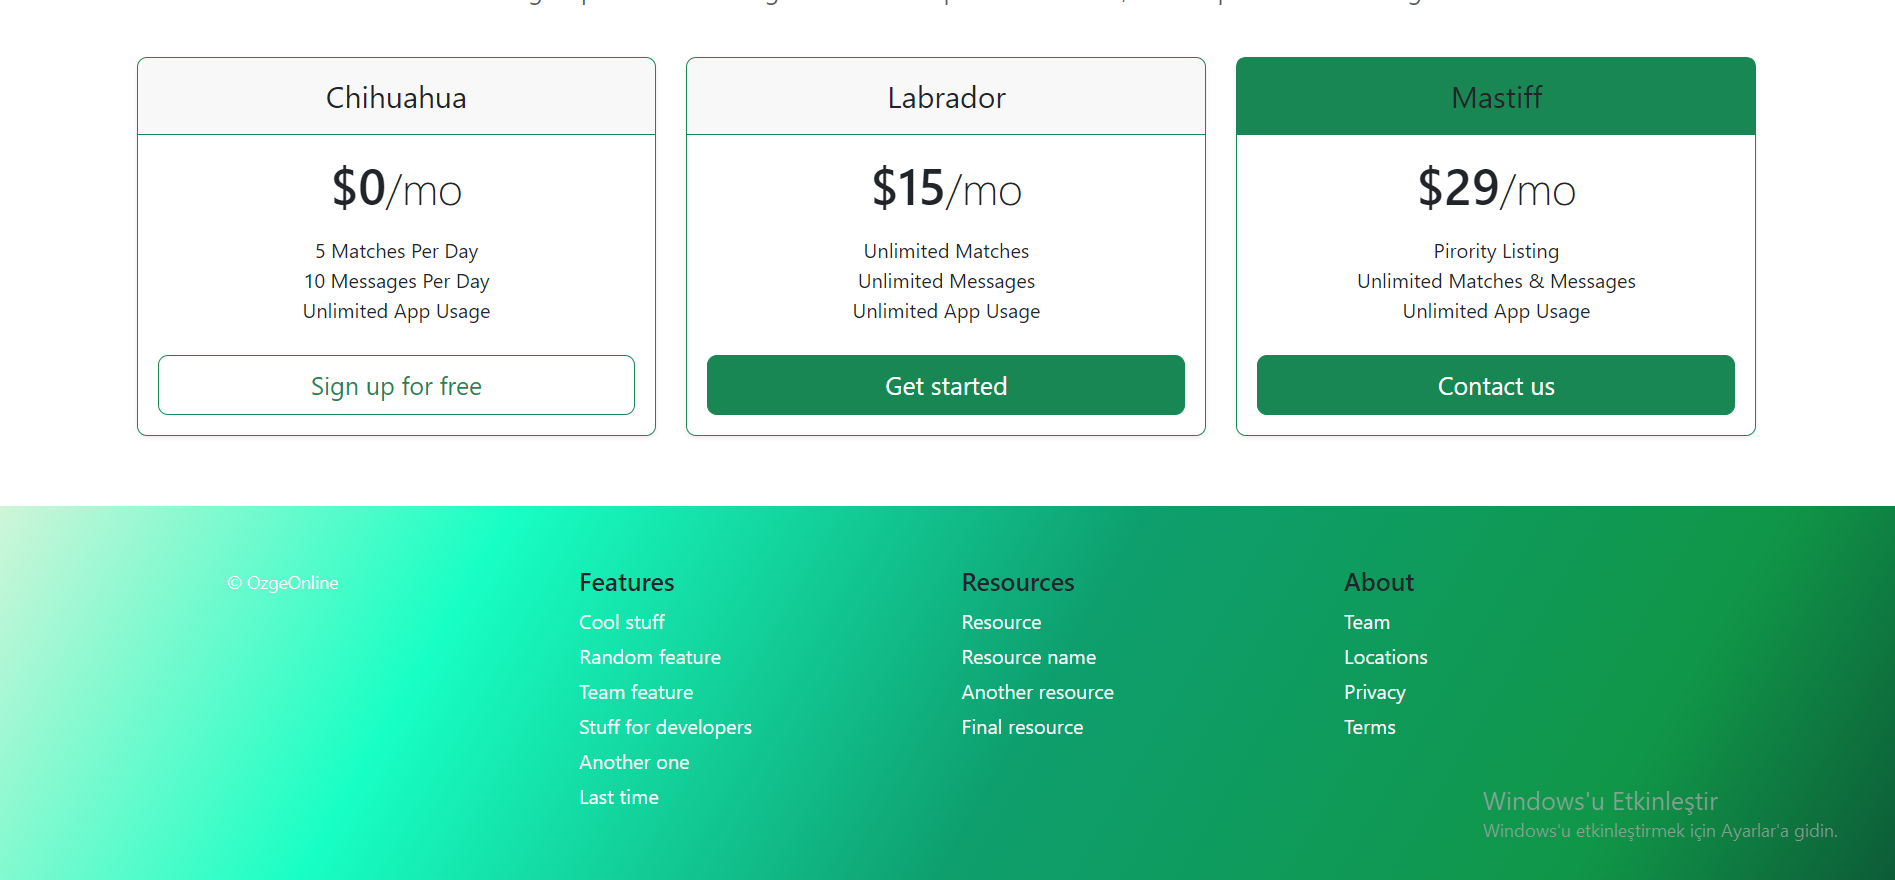 Chihuahua
$0/mo
5 Matches Per Day
10 Messages Per Day
Unlimited App Usage
Sign up for free
Labrador
$15/mo
Unlimited Matches
Unlimited Messages
Unlimited App Usage
Get started
Mastiff
$29/mo
Pirority Listing
Unlimited Matches & Messages
Unlimited App Usage
Contact us
© OzgeOnline
Features
Cool stuff
Random feature
Team feature
Stuff for developers
Another one
Last time
Resources
Resource
Resource name
Another resource
Final resource
About
Team
Locations
Privacy
Terms
Windows'u Etkinleştir
Windows'u etkinleştirmek için Ayarlar'a gidin.